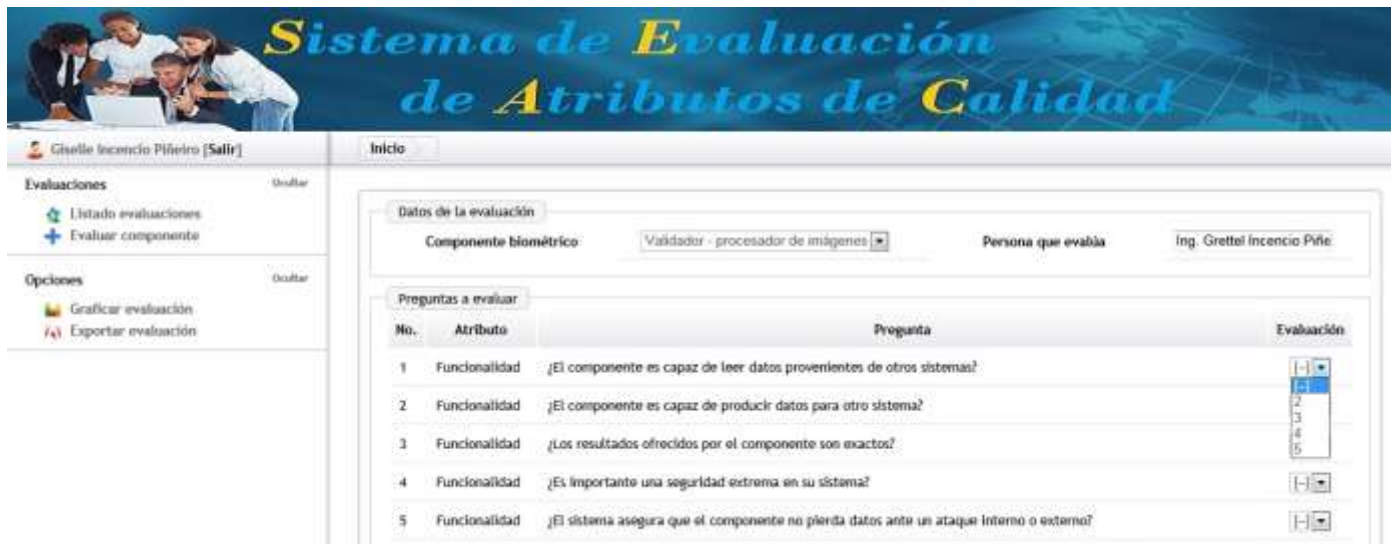 Sistema de Evaluación
de Atributos de Calidad
Giselle Incencio Piñeiro [Salir]
Inicio
Evaluaciones Ocultar
Listado evaluaciones
Evaluar componente
Opciones Ocultar
Graficar evaluación
Exportar evaluación
Datos de la evaluación
Componente biométrico Validador - procesador de imágenes Persona que evalúa Ing. Grettel Incencio Piñe
Preguntas a evaluar
No. Atributo Pregunta Evaluación
1 Funcionalidad ¿El componente es capaz de leer datos provenientes de otros sistemas? [-]
[-]
2
3
4
5
2 Funcionalidad ¿El componente es capaz de producir datos para otro sistema?
3 Funcionalidad ¿Los resultados ofrecidos por el componente son exactos?
4 Funcionalidad ¿Es importante una seguridad extrema en su sistema? [-]
5 Funcionalidad ¿El sistema asegura que el componente no pierda datos ante un ataque interno o externo? [-]